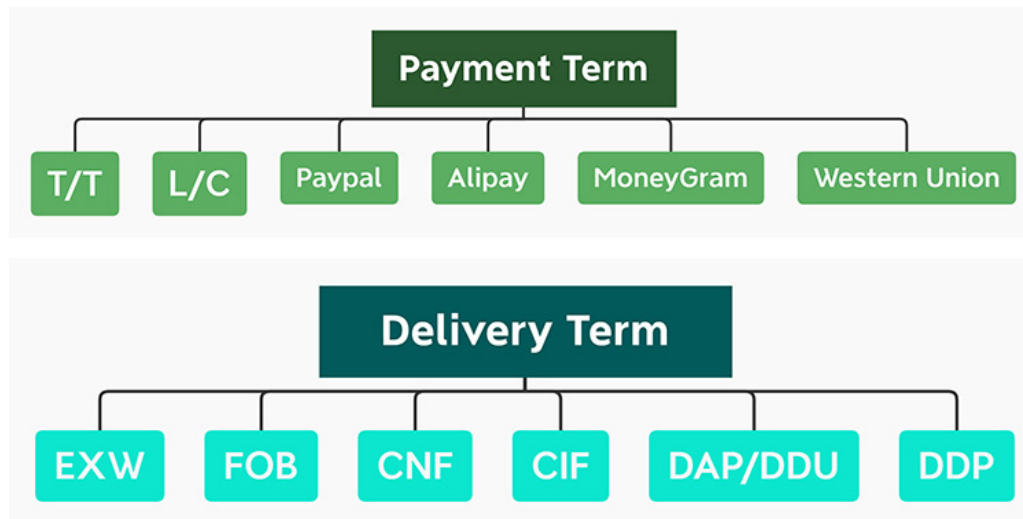 Payment Term
T/T L/C Paypal Alipay MoneyGram Western Union
Delivery Term
EXW FOB CNF CIF DAP/DDU DDP